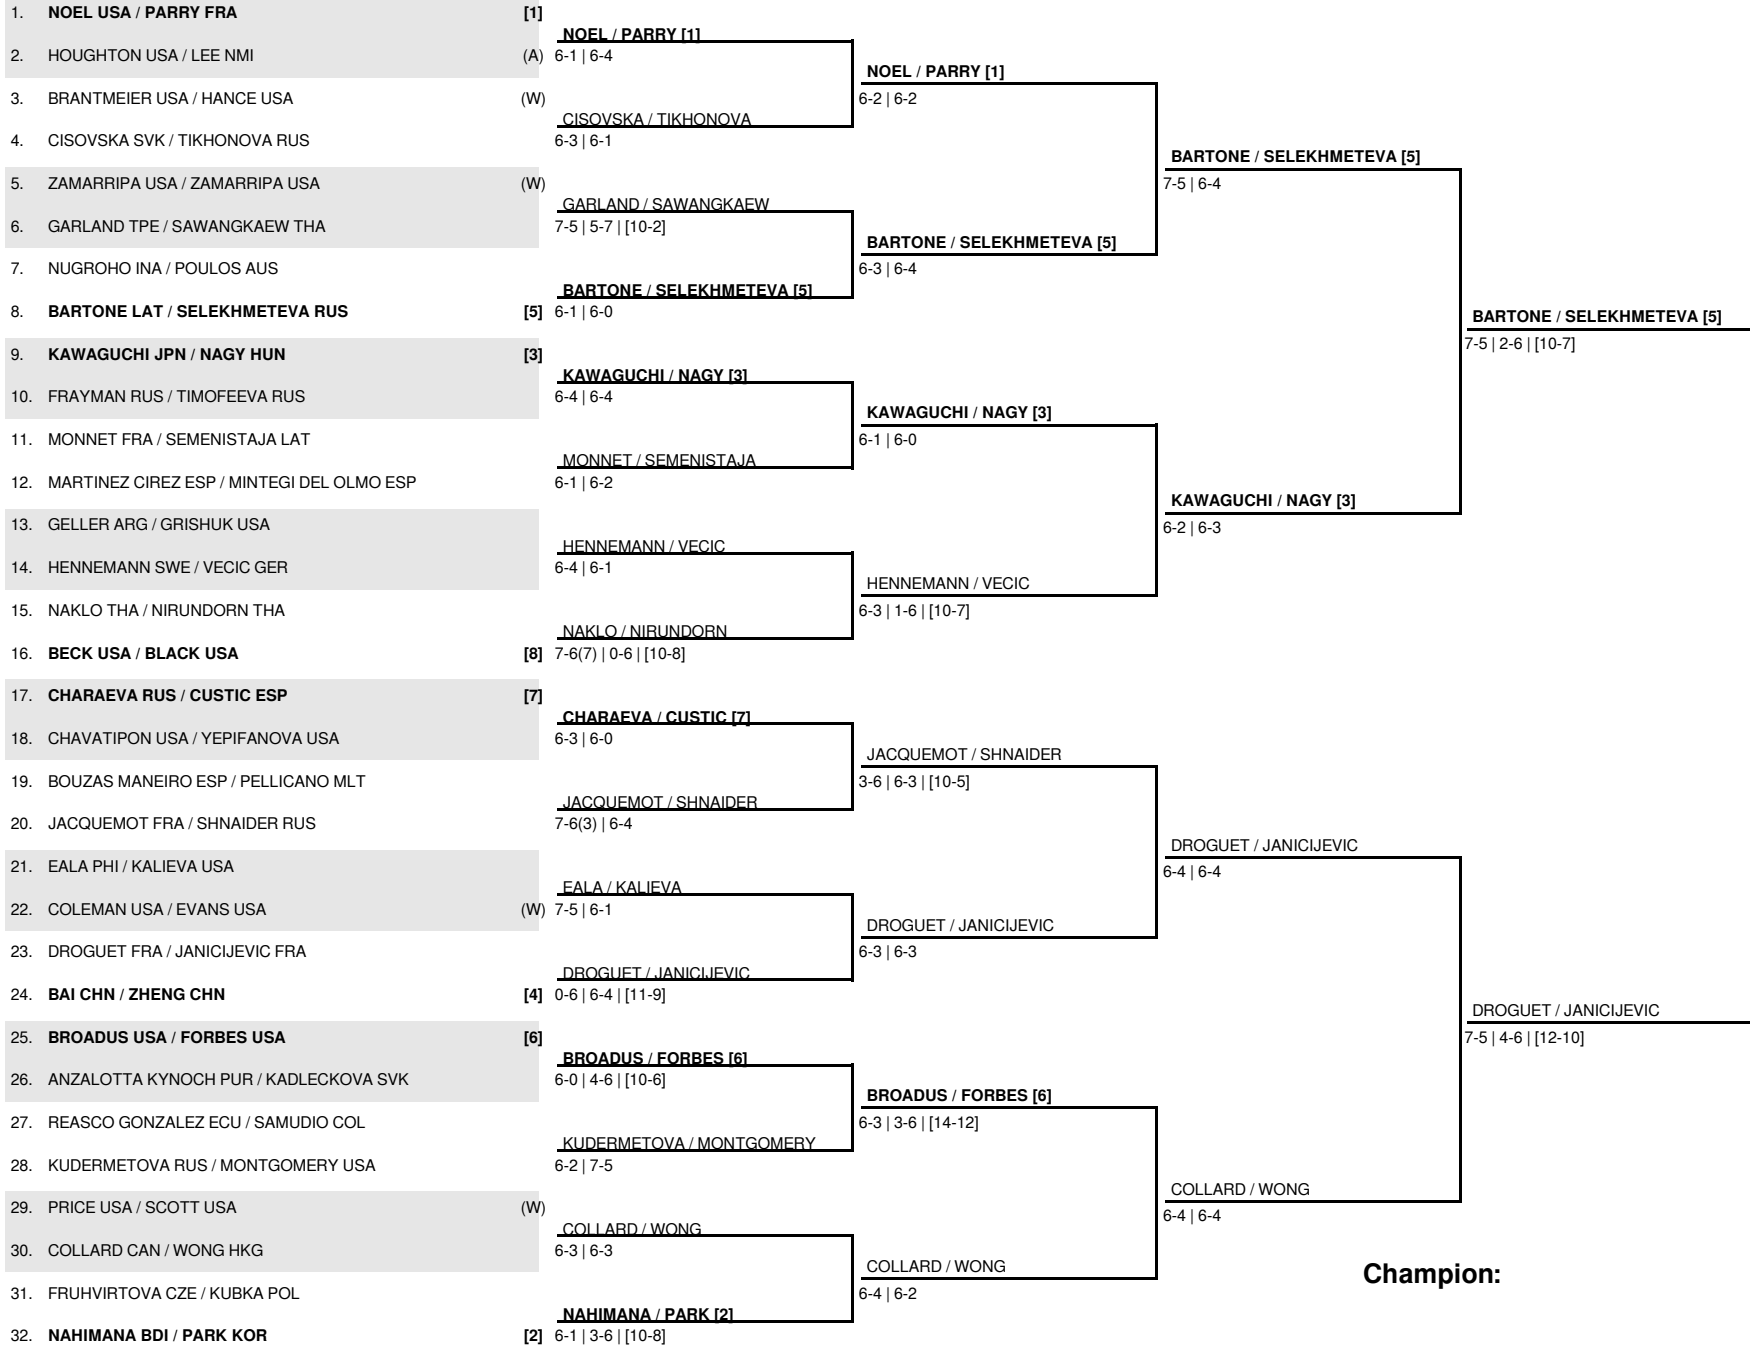 1. NOEL USA / PARRY FRA [1]
2. HOUGHTON USA / LEE NMI (A)
3. BRANTMEIER USA / HANCE USA (W)
4. CISOVSKA SVK / TIKHONOVA RUS
5. ZAMARRIPA USA / ZAMARRIPA USA (W)
6. GARLAND TPE / SAWANGKAEW THA
7. NUGROHO INA / POULOS AUS
8. BARTONE LAT / SELEKHMETEVA RUS [5]
9. KAWAGUCHI JPN / NAGY HUN [3]
10. FRAYMAN RUS / TIMOFEEVA RUS
11. MONNET FRA / SEMENISTAJA LAT
12. MARTINEZ CIREZ ESP / MINTEGI DEL OLMO ESP
13. GELLER ARG / GRISHUK USA
14. HENNEMANN SWE / VECIC GER
15. NAKLO THA / NIRUNDORN THA
16. BECK USA / BLACK USA [8]
17. CHARAEVA RUS / CUSTIC ESP [7]
18. CHAVATIPON USA / YEPIFANOVA USA
19. BOUZAS MANEIRO ESP / PELLICANO MLT
20. JACQUEMOT FRA / SHNAIDER RUS
21. EALA PHI / KALIEVA USA
22. COLEMAN USA / EVANS USA (W)
23. DROGUET FRA / JANICIJEVIC FRA
24. BAI CHN / ZHENG CHN [4]
25. BROADUS USA / FORBES USA [6]
26. ANZALOTTA KYNOCH PUR / KADLECKOVA SVK
27. REASCO GONZALEZ ECU / SAMUDIO COL
28. KUDERMETOVA RUS / MONTGOMERY USA
29. PRICE USA / SCOTT USA (W)
30. COLLARD CAN / WONG HKG
31. FRUHVIRTOVA CZE / KUBKA POL
32. NAHIMANA BDI / PARK KOR [2]
NOEL / PARRY [1]
6-1 | 6-4
CISOVSKA / TIKHONOVA
6-3 | 6-1
GARLAND / SAWANGKAEW
7-5 | 5-7 | [10-2]
BARTONE / SELEKHMETEVA [5]
6-1 | 6-0
KAWAGUCHI / NAGY [3]
6-4 | 6-4
MONNET / SEMENISTAJA
6-1 | 6-2
HENNEMANN / VECIC
6-4 | 6-1
NAKLO / NIRUNDORN
7-6(7) | 0-6 | [10-8]
CHARAEVA / CUSTIC [7]
6-3 | 6-0
JACQUEMOT / SHNAIDER
7-6(3) | 6-4
EALA / KALIEVA
7-5 | 6-1
DROGUET / JANICIJEVIC
0-6 | 6-4 | [11-9]
BROADUS / FORBES [6]
6-0 | 4-6 | [10-6]
KUDERMETOVA / MONTGOMERY
6-2 | 7-5
COLLARD / WONG
6-3 | 6-3
NAHIMANA / PARK [2]
6-1 | 3-6 | [10-8]
NOEL / PARRY [1]
6-2 | 6-2
BARTONE / SELEKHMETEVA [5]
6-3 | 6-4
KAWAGUCHI / NAGY [3]
6-1 | 6-0
HENNEMANN / VECIC
6-3 | 1-6 | [10-7]
JACQUEMOT / SHNAIDER
3-6 | 6-3 | [10-5]
DROGUET / JANICIJEVIC
6-3 | 6-3
BROADUS / FORBES [6]
6-3 | 3-6 | [14-12]
COLLARD / WONG
6-4 | 6-2
BARTONE / SELEKHMETEVA [5]
7-5 | 6-4
KAWAGUCHI / NAGY [3]
6-2 | 6-3
DROGUET / JANICIJEVIC
6-4 | 6-4
COLLARD / WONG
6-4 | 6-4
BARTONE / SELEKHMETEVA [5]
7-5 | 2-6 | [10-7]
DROGUET / JANICIJEVIC
7-5 | 4-6 | [12-10]
Champion: